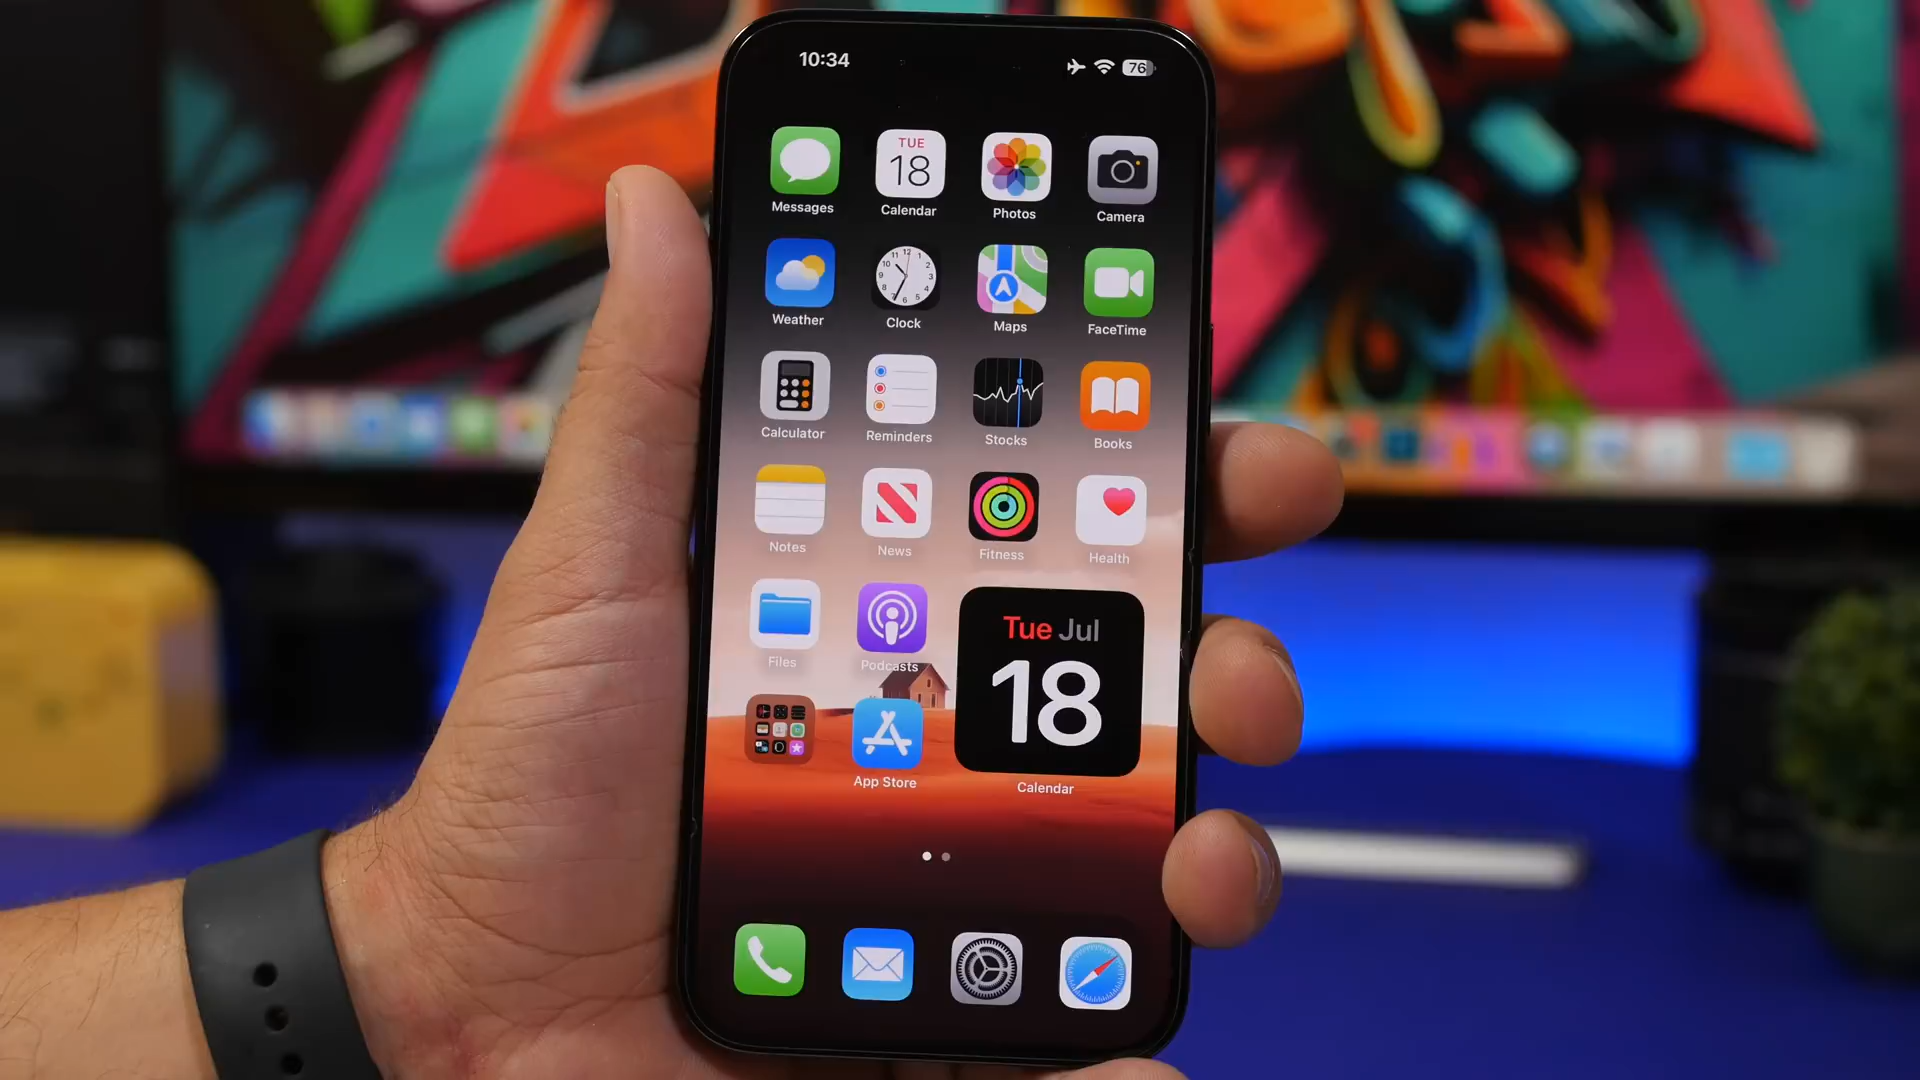 10:34
76
TUE
18
Messages
Calendar
Photos
Camera
Weather
Clock
Maps
FaceTime
Calculator
Reminders
Stocks
Books
Notes
News
Fitness
Health
Files
Podcasts
Tue Jul
18
App Store
Calendar